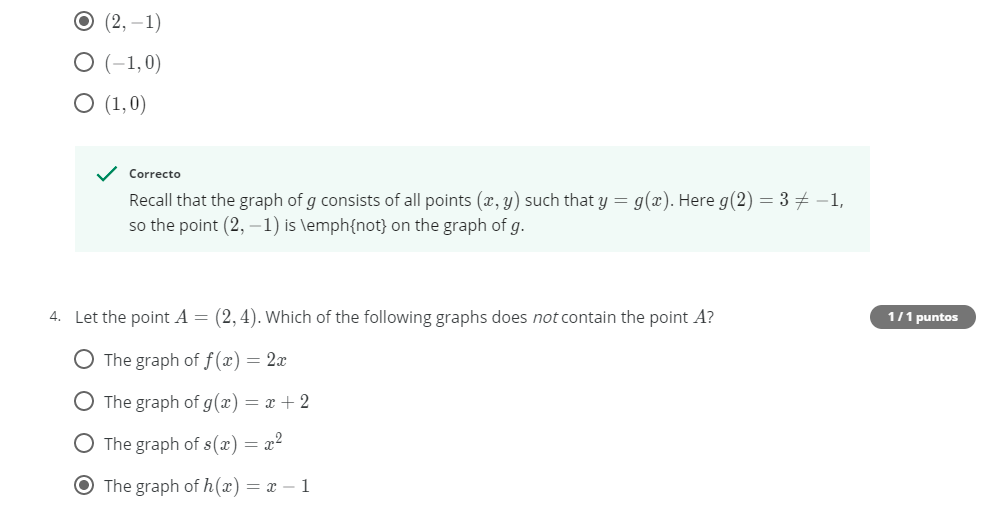 (2, −1)
(−1, 0)
(1, 0)
Correcto
Recall that the graph of g consists of all points (x, y) such that y = g(x). Here g(2) = 3 ≠ −1,
so the point (2, −1) is \emph{not} on the graph of g.
4. Let the point A = (2, 4). Which of the following graphs does not contain the point A?
1 / 1 puntos
The graph of f(x) = 2x
The graph of g(x) = x + 2
The graph of s(x) = x²
The graph of h(x) = x − 1